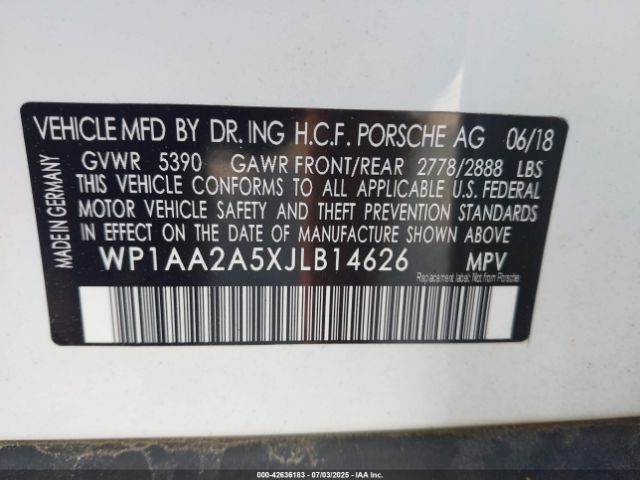 VEHICLE MFD BY DR. ING H.C.F. PORSCHE AG 06/18
GVWR 5390 GAWR FRONT/REAR 2778/2888 LBS
THIS VEHICLE CONFORMS TO ALL APPLICABLE U.S. FEDERAL
MOTOR VEHICLE SAFETY AND THEFT PREVENTION STANDARDS
IN EFFECT ON THE DATE OF MANUFACTURE SHOWN ABOVE
WP1AA2A5XJLB14626 MPV
Replacement label: Not from Porsche.
MADE IN GERMANY
000-42636183 - 07/03/2025 - IAA Inc.